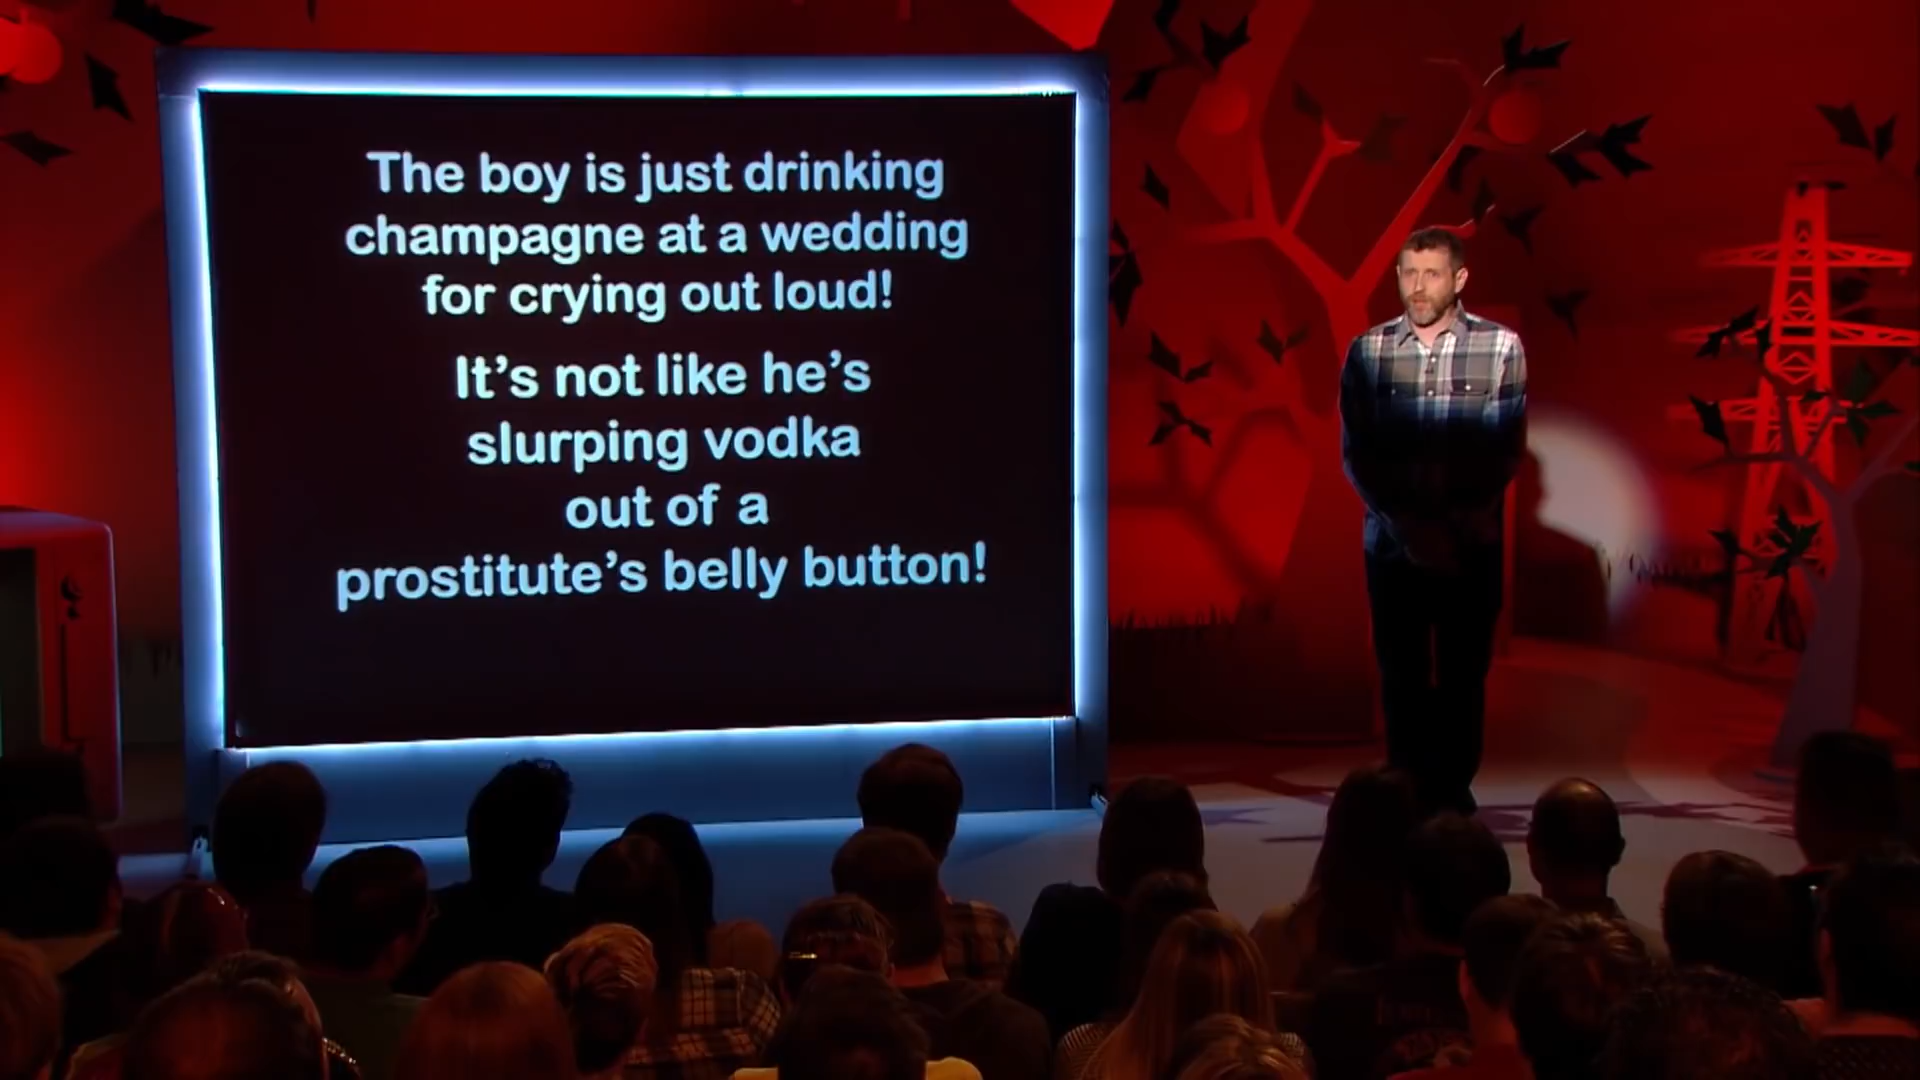 The boy is just drinking
champagne at a wedding
for crying out loud!
It's not like he's
slurping vodka
out of a
prostitute's belly button!